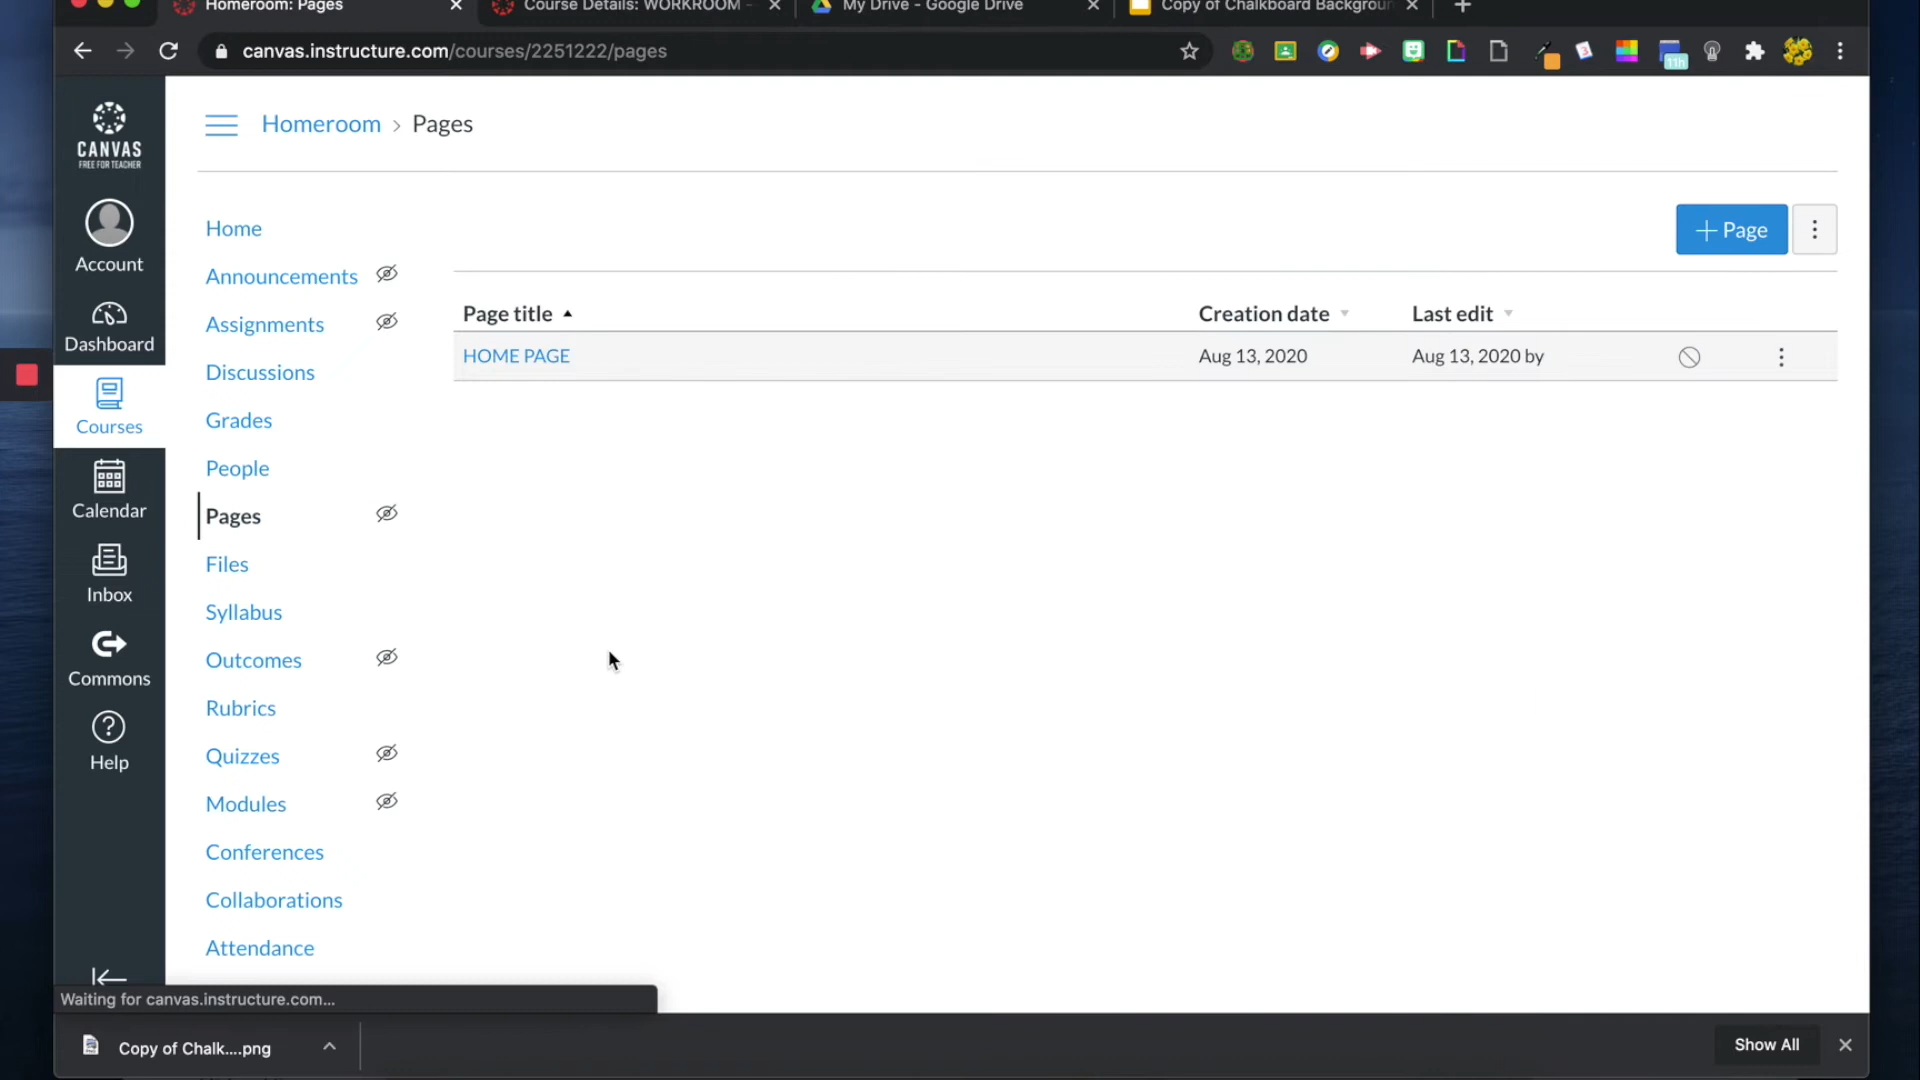 Homeroom: Pages
Course Details: WORKROOM -
My Drive - Google Drive
Copy of Chalkboard Backgroun
canvas.instructure.com/courses/2251222/pages
3
11h
CANVAS
FREE FOR TEACHER
Account
Dashboard
Courses
Calendar
Inbox
Commons
Help
Homeroom > Pages
Home
Announcements
Assignments
Discussions
Grades
People
Pages
Files
Syllabus
Outcomes
Rubrics
Quizzes
Modules
Conferences
Collaborations
Attendance
+ Page
Page title Creation date Last edit
HOME PAGE Aug 13, 2020 Aug 13, 2020 by
Waiting for canvas.instructure.com...
Copy of Chalk....png
Show All